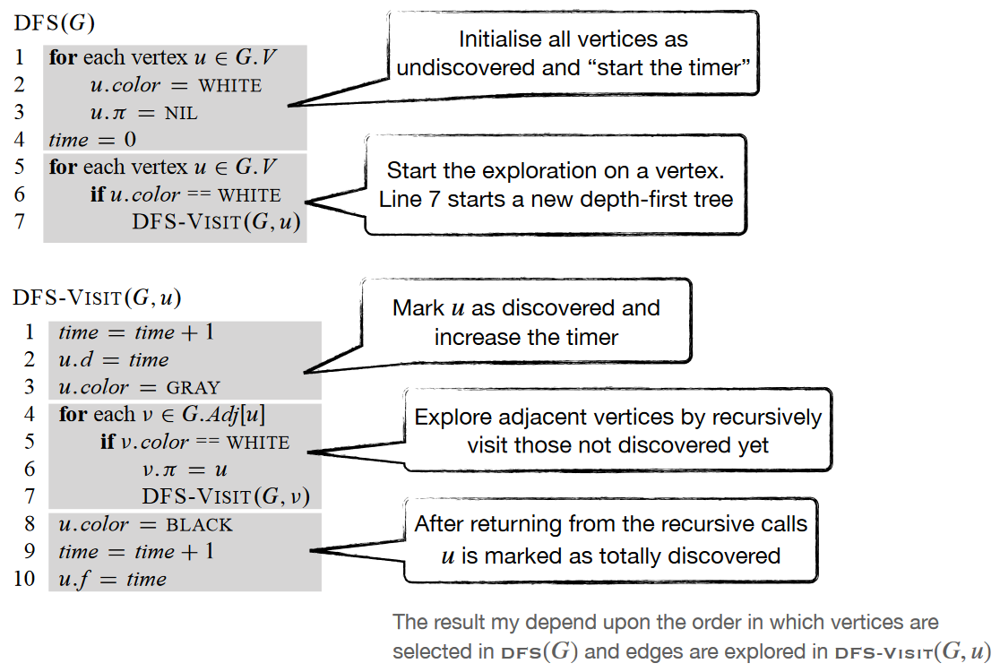 DFS(G)
1 for each vertex u ∈ G.V
2 u.color = WHITE
3 u.π = NIL
4 time = 0
5 for each vertex u ∈ G.V
6 if u.color == WHITE
7 DFS-VISIT(G, u)
Initialise all vertices as
undiscovered and “start the timer”
Start the exploration on a vertex.
Line 7 starts a new depth-first tree
DFS-VISIT(G, u)
1 time = time + 1
2 u.d = time
3 u.color = GRAY
4 for each v ∈ G.Adj[u]
5 if v.color == WHITE
6 v.π = u
7 DFS-VISIT(G, v)
8 u.color = BLACK
9 time = time + 1
10 u.f = time
Mark u as discovered and
increase the timer
Explore adjacent vertices by recursively
visit those not discovered yet
After returning from the recursive calls
u is marked as totally discovered
The result my depend upon the order in which vertices are
selected in DFS(G) and edges are explored in DFS-VISIT(G, u)